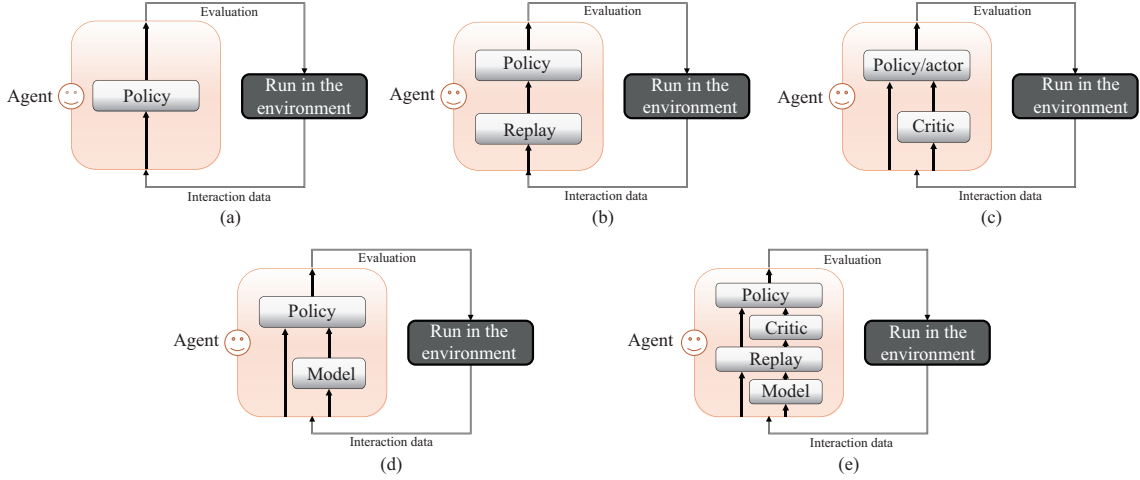 Evaluation
Policy
Agent
Run in the
environment
Interaction data
(a)
Evaluation
Policy
Agent
Run in the
environment
Replay
Interaction data
(b)
Evaluation
Policy/actor
Agent
Run in the
environment
Critic
Interaction data
(c)
Evaluation
Policy
Agent
Run in the
environment
Model
Interaction data
(d)
Evaluation
Policy
Critic
Agent
Run in the
environment
Replay
Model
Interaction data
(e)